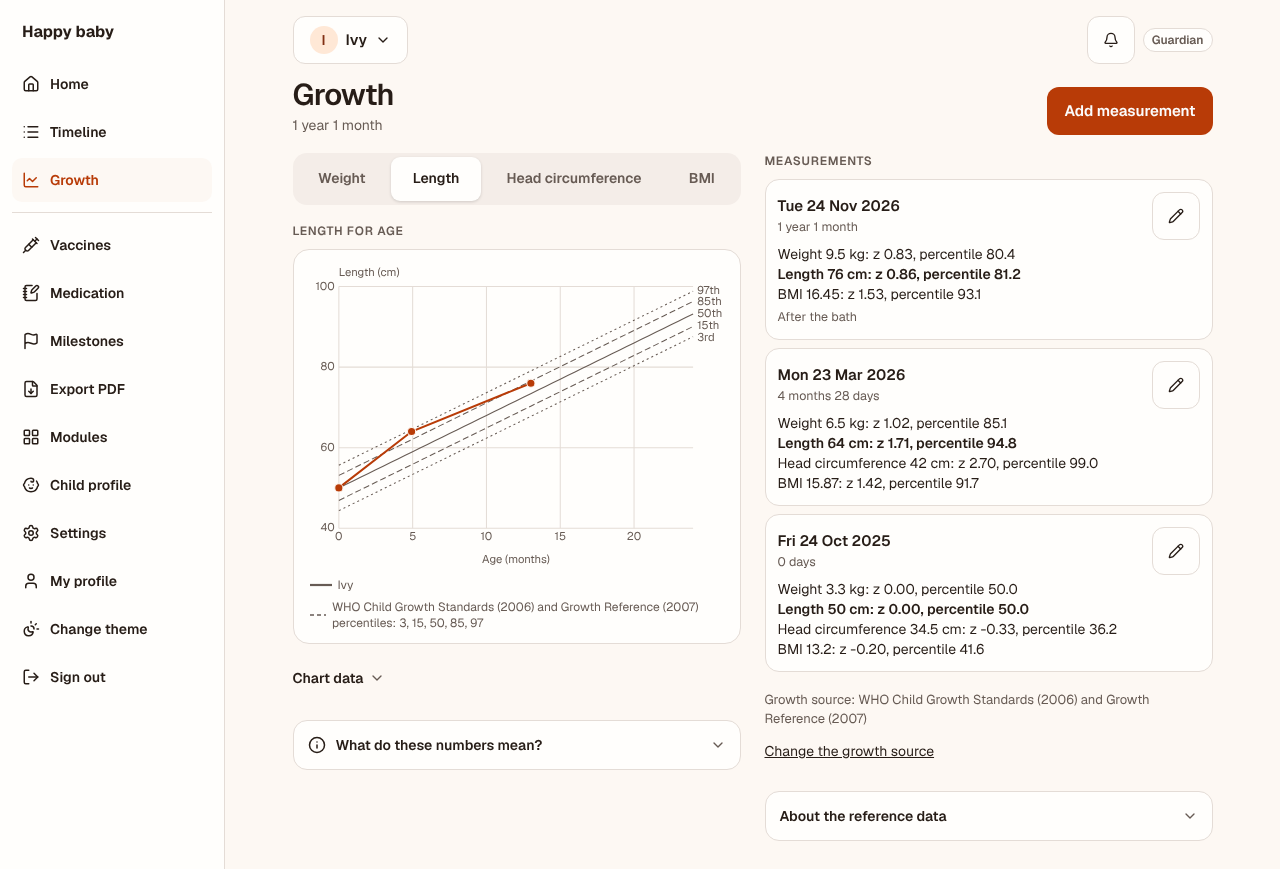 Happy baby
Home
Timeline
Growth
Vaccines
Medication
Milestones
Export PDF
Modules
Child profile
Settings
My profile
Change theme
Sign out
I Ivy
Guardian
Growth
1 year 1 month
Add measurement
Weight Length Head circumference BMI
LENGTH FOR AGE
Length (cm)
100
80
60
40
97th
85th
50th
15th
3rd
0 5 10 15 20
Age (months)
Ivy
WHO Child Growth Standards (2006) and Growth Reference (2007)
percentiles: 3, 15, 50, 85, 97
Chart data
What do these numbers mean?
MEASUREMENTS
Tue 24 Nov 2026
1 year 1 month
Weight 9.5 kg: z 0.83, percentile 80.4
Length 76 cm: z 0.86, percentile 81.2
BMI 16.45: z 1.53, percentile 93.1
After the bath
Mon 23 Mar 2026
4 months 28 days
Weight 6.5 kg: z 1.02, percentile 85.1
Length 64 cm: z 1.71, percentile 94.8
Head circumference 42 cm: z 2.70, percentile 99.0
BMI 15.87: z 1.42, percentile 91.7
Fri 24 Oct 2025
0 days
Weight 3.3 kg: z 0.00, percentile 50.0
Length 50 cm: z 0.00, percentile 50.0
Head circumference 34.5 cm: z -0.33, percentile 36.2
BMI 13.2: z -0.20, percentile 41.6
Growth source: WHO Child Growth Standards (2006) and Growth
Reference (2007)
Change the growth source
About the reference data